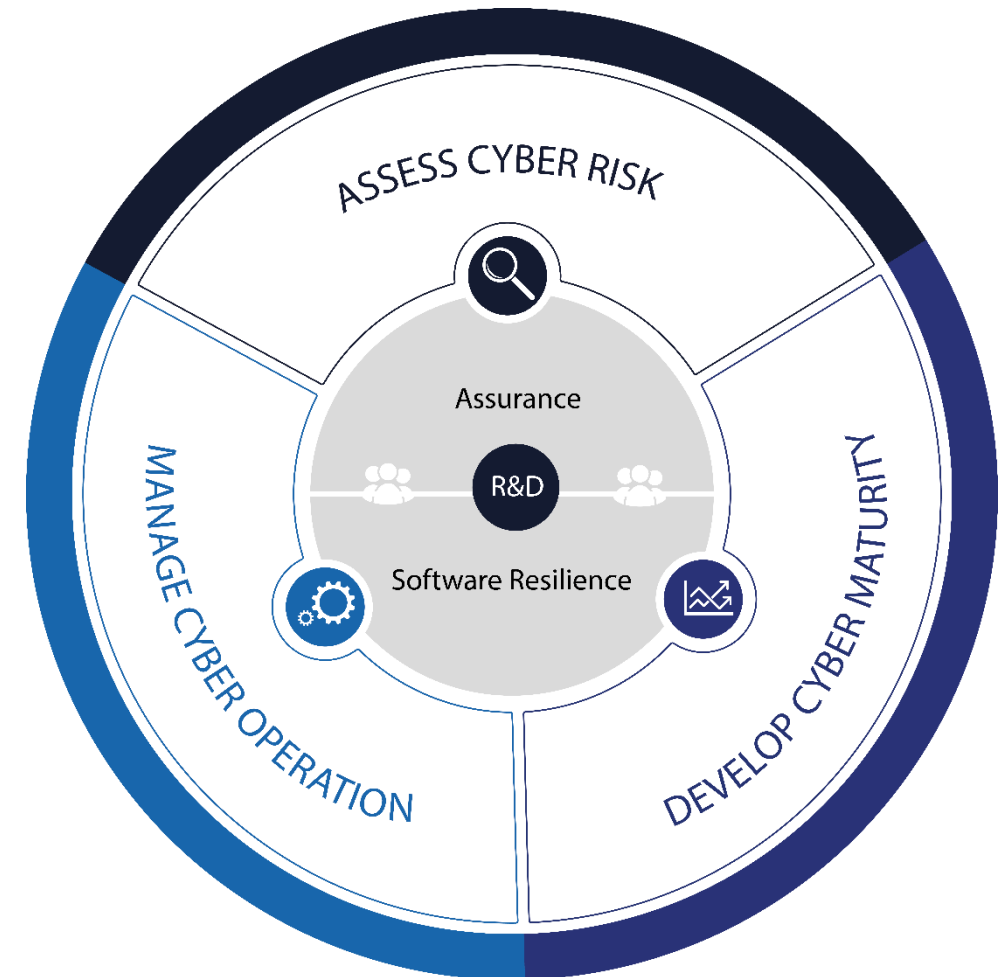 ASSESS CYBER RISK
Assurance
R&D
Software Resilience
MANAGE CYBER OPERATION
DEVELOP CYBER MATURITY